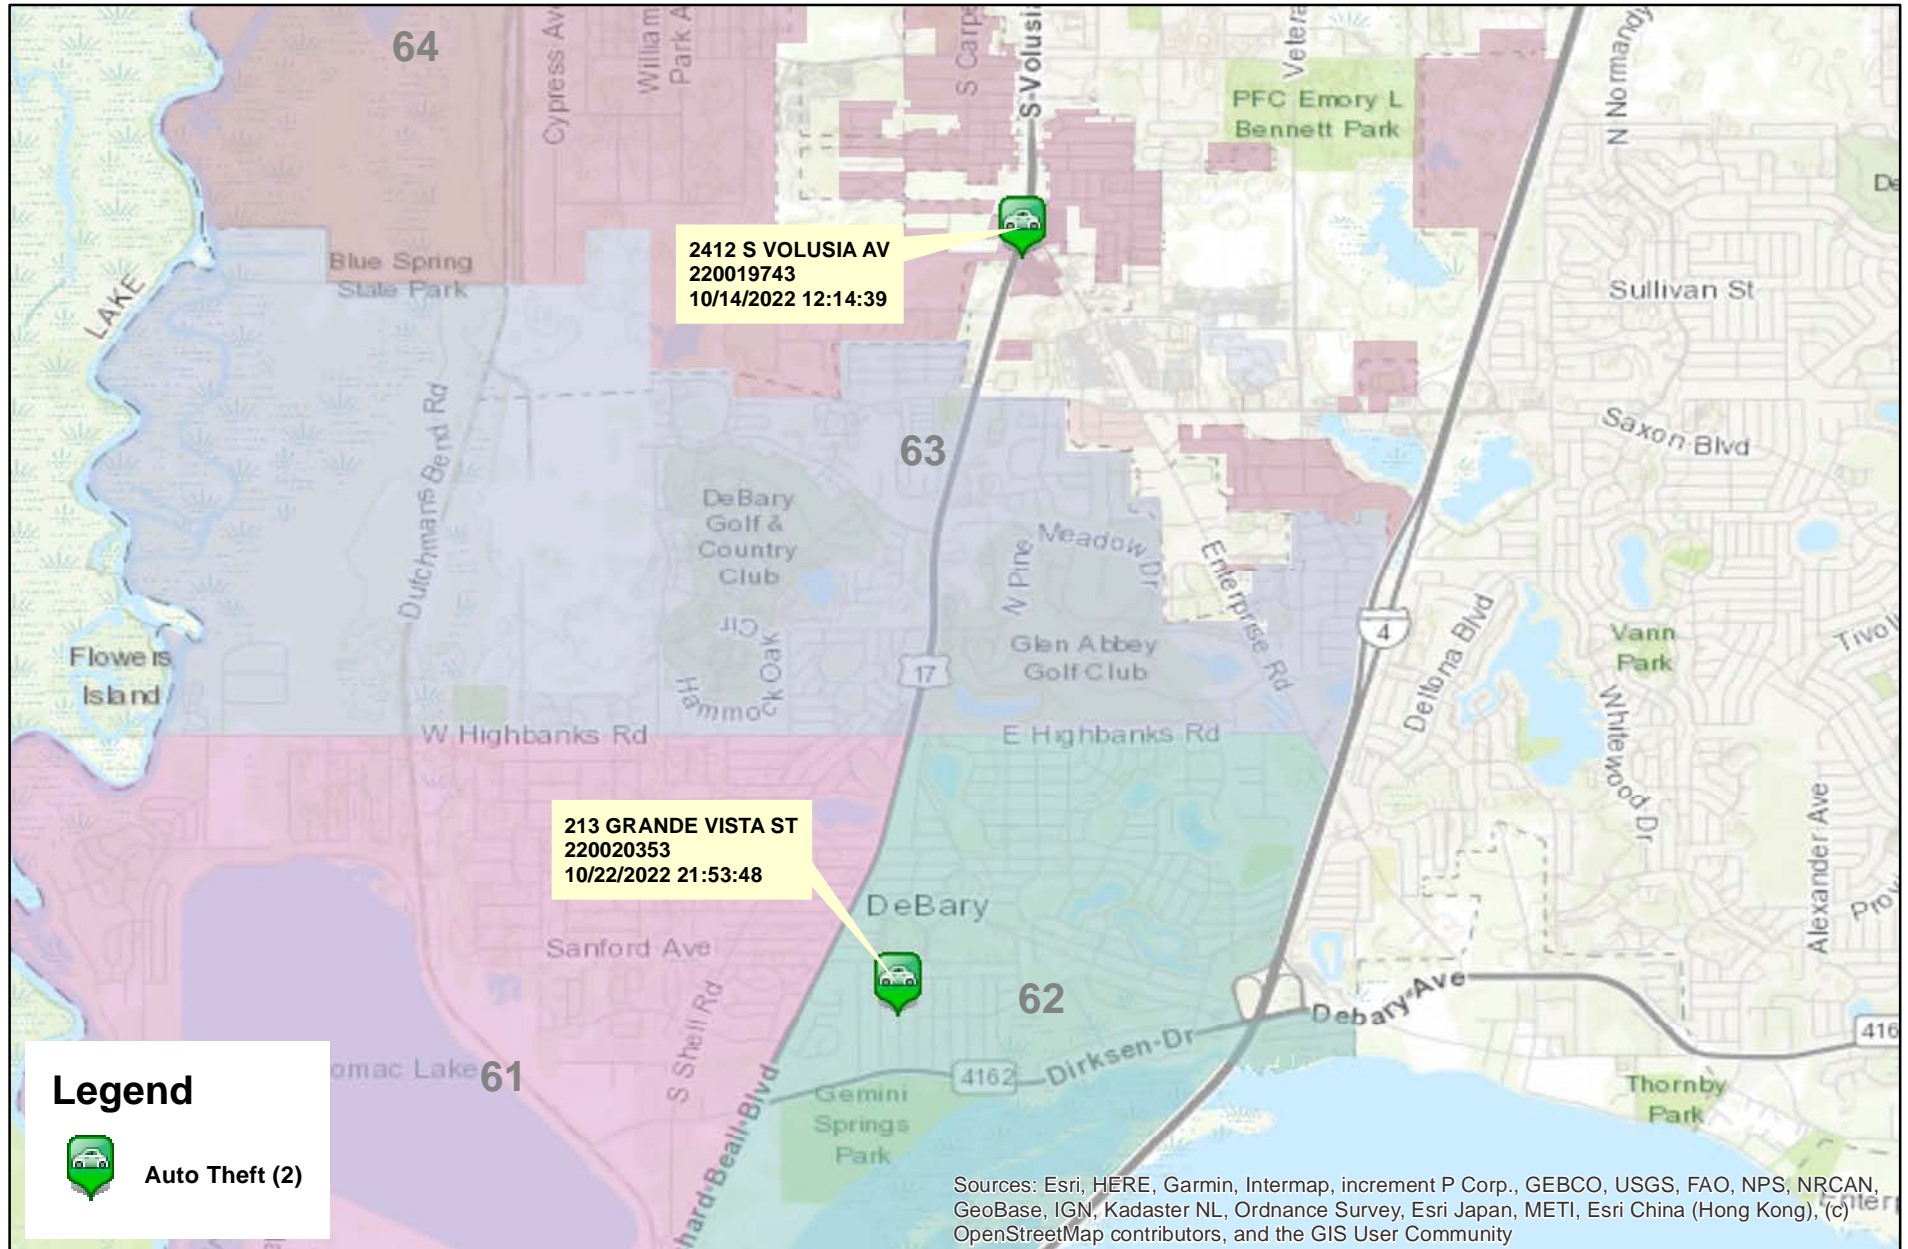 64
Cypress Av
William
Park A
S Carpe
S Volusia
Vetera
PFC Emory L
Bennett Park
N Normandy
De
2412 S VOLUSIA AV
220019743
10/14/2022 12:14:39
Blue Spring
State Park
LAKE
Sullivan St
Dutchmans Bend Rd
63
Saxon Blvd
DeBary
Golf &
Country
Club
N Pine
Meadow Dr
Enterprise Rd
Hammock Oak
Cir
Glen Abbey
Golf Club
17
4
Deltona Blvd
Vann
Park
Tivoli
Whitewood Dr
Flowers
Island
W Highbanks Rd
E Highbanks Rd
213 GRANDE VISTA ST
220020353
10/22/2022 21:53:48
DeBary
Alexander Ave
Prov
Sanford Ave
S Shell Rd
62
Debary Ave
416
Dirksen Dr
4162
omac Lake
61
Gemini
Springs
Park
hard Beall Blvd
Thornby
Park
Legend
Auto Theft (2)
Enterp
Sources: Esri, HERE, Garmin, Intermap, increment P Corp., GEBCO, USGS, FAO, NPS, NRCAN,
GeoBase, IGN, Kadaster NL, Ordnance Survey, Esri Japan, METI, Esri China (Hong Kong), (c)
OpenStreetMap contributors, and the GIS User Community